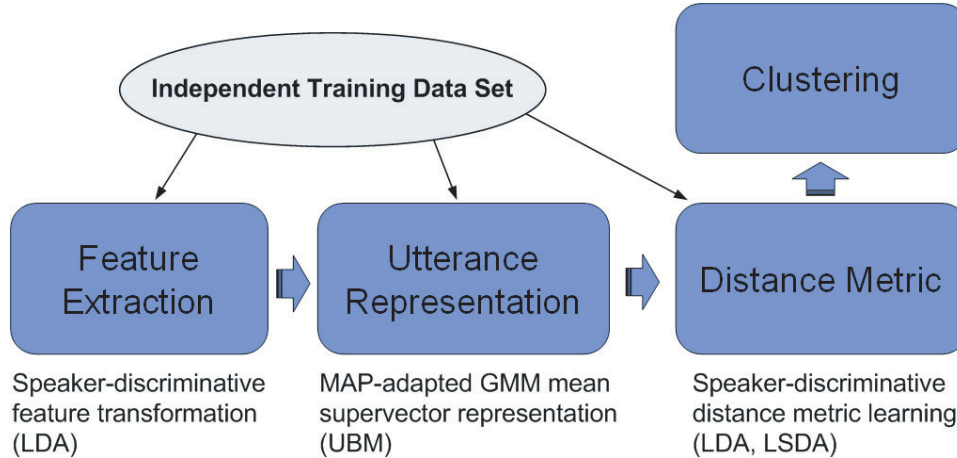 Independent Training Data Set
Clustering
Feature
Extraction
Utterance
Representation
Distance Metric
Speaker-discriminative
feature transformation
(LDA)
MAP-adapted GMM mean
supervector representation
(UBM)
Speaker-discriminative
distance metric learning
(LDA, LSDA)